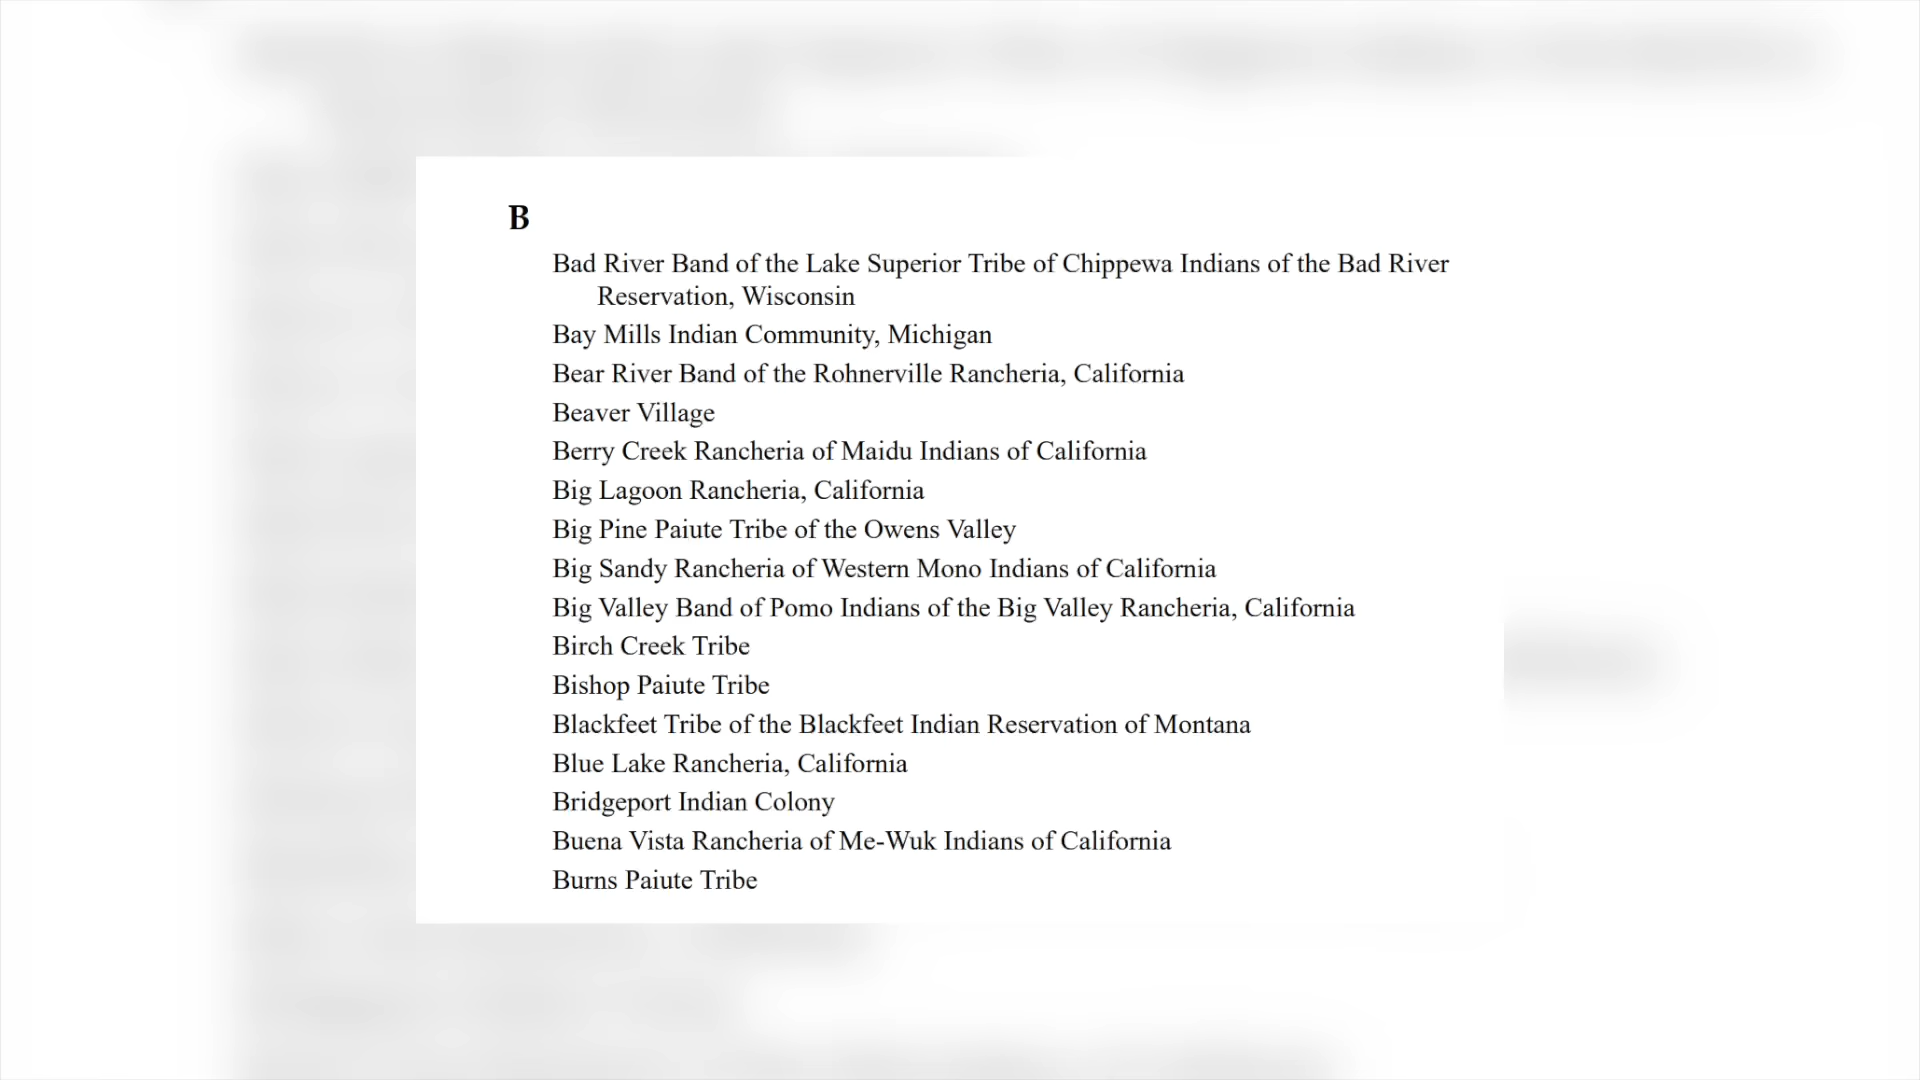 B
Bad River Band of the Lake Superior Tribe of Chippewa Indians of the Bad River
Reservation, Wisconsin
Bay Mills Indian Community, Michigan
Bear River Band of the Rohnerville Rancheria, California
Beaver Village
Berry Creek Rancheria of Maidu Indians of California
Big Lagoon Rancheria, California
Big Pine Paiute Tribe of the Owens Valley
Big Sandy Rancheria of Western Mono Indians of California
Big Valley Band of Pomo Indians of the Big Valley Rancheria, California
Birch Creek Tribe
Bishop Paiute Tribe
Blackfeet Tribe of the Blackfeet Indian Reservation of Montana
Blue Lake Rancheria, California
Bridgeport Indian Colony
Buena Vista Rancheria of Me-Wuk Indians of California
Burns Paiute Tribe